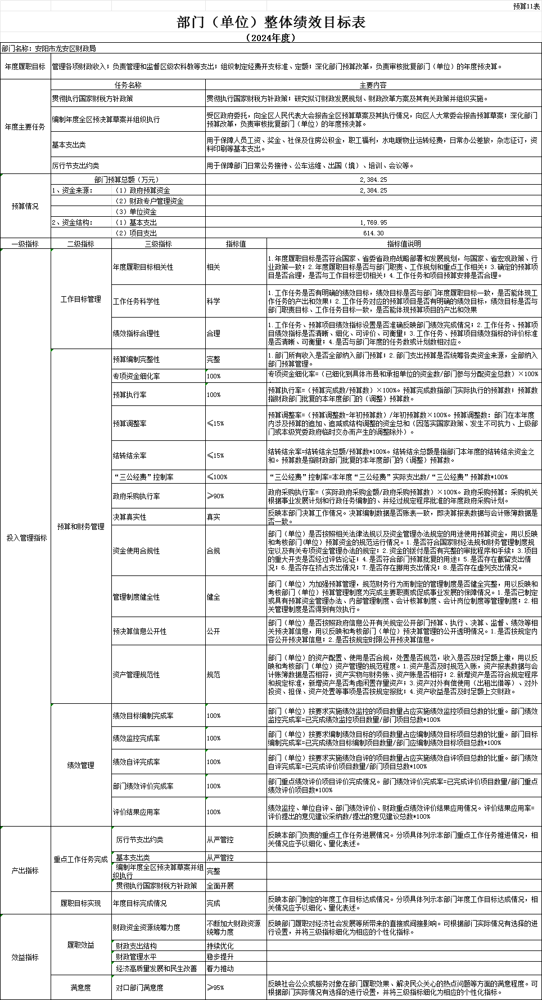 预算11表
部门（单位）整体绩效目标表
（2024年度）
部门名称：安阳市龙安区财政局
年度履职目标
管理各项财政收入；负责管理和监督区级农科教等支出；组织制定经费开支标准、定额；深化部门预算改革，负责审核批复部门（单位）的年度预决算。
年度主要任务
任务名称
主要内容
贯彻执行国家财税方针政策
贯彻执行国家财税方针政策；研究拟订财政发展规划、财政改革方案及其有关政策并组织实施。
编制年度全区预决算草案并组织执行
受区政府委托，向全区人民代表大会报告全区预算草案及其执行情况，向区人大常委会报告预算草案；深化部门
预算改革，负责审核批复部门（单位）的年度预决算。
基本支出类
用于保障人员工资、奖金、社保及住房公积金，职工福利，水电暖物业运转经费，日常办公差旅，杂志征订，资
料印刷等基本支出。
厉行节支出约类
用于保障部门日常公务接待、公车运维、出国（境）、培训、会议等。
预算情况
部门预算总额（万元）
2,384.25
1、资金来源：
（1）政府预算资金
2,384.25
（2）财政专户管理资金
（3）单位资金
2、资金结构：
（1）基本支出
1,769.95
（2）项目支出
614.30
一级指标
二级指标
三级指标
指标值
指标值说明
投入管理指标
工作目标管理
年度履职目标相关性
相关
1.年度履职目标是否符合国家、省委省政府战略部署和发展规划，与国家、省宏观政策、行
业政策一致；2.年度履职目标是否与部门职责、工作规划和重点工作相关；3.确定的预算项
目是否合理，是否与工作目标密切相关；4.工作任务和项目预算安排是否合理。
工作任务科学性
科学
1.工作任务是否有明确的绩效目标，绩效目标是否与部门年度履职目标一致，是否能体现工
作任务的产出和效果；2.工作任务对应的预算项目是否有明确的绩效目标，绩效目标是否与
部门职责目标、工作任务目标一致，是否能体现预算项目的产出和效果
绩效指标合理性
合理
1.工作任务、预算项目绩效指标设置是否准确反映部门绩效完成情况；2.工作任务、预算项
目绩效指标是否清晰、细化、可评价、可衡量；3.工作任务、预算项目绩效指标的评价标准
是否清晰、可衡量；4.是否与部门年度的任务数或计划数相对应。
预算和财务管理
预算编制完整性
完整
1.部门所有收入是否全部纳入部门预算；2.部门支出预算是否统筹各类资金来源，全部纳入
部门预算管理。
专项资金细化率
100%
专项资金细化率=（已细化到具体市县和承担单位的资金数/部门参与分配资金总数）×100%
预算执行率
100%
预算执行率=（预算完成数/预算数）×100%。预算完成数指部门实际执行的预算数；预算数
指财政部门批复的本年度部门的（调整）预算数。
预算调整率
≤15%
预算调整率=（预算调整数-年初预算数）/年初预算数×100%。预算调整数：部门在本年度
内涉及预算的追加、追减或结构调整的资金总和（因落实国家政策、发生不可抗力、上级部
门或本级党委政府临时交办而产生的调整除外）。
结转结余率
≤15%
结转结余率=结转结余总额/预算数*100%。结转结余总额是指部门本年度的结转结余资金之
和。预算数是指财政部门批复的本年度部门的（调整）预算数。
“三公经费”控制率
≤100%
“三公经费”控制率=本年度“三公经费”实际支出数/“三公经费”预算数*100%
政府采购执行率
≥90%
政府采购执行率=（实际政府采购金额/政府采购预算数）×100%。政府采购预算：采购机关
根据事业发展计划和行政任务编制的、并经过规定程序批准的年度政府采购计划。
决算真实性
真实
反映本部门决算工作情况。决算编制数据是否账表一致，即决算报表数据与会计账簿数据是
否一致。
资金使用合规性
合规
部门（单位）是否按照相关法律法规以及资金管理办法规定的用途使用预算资金，用以反映
和考核部门(单位）预算资金的规范运行情况。1.是否符合国家财经法规和财务管理制度规
定以及有关专项资金管理办法的规定；2.资金的拨付是否有完整的审批程序和手续；3.项目
的重大开支是否经过评估论证；4.是否符合部门预算批复的用途；5.是否存在截留支出情
况；6.是否存在挤占支出情况；7.是否存在挪用支出情况；8.是否存在虚列支出情况。
管理制度健全性
健全
部门（单位）为加强预算管理，规范财务行为而制定的管理制度是否健全完整，用以反映和
考核部门（单位）预算管理制度为完成主要职责或促成事业发展的保障情况。1.是否已制定
或具有预算资金管理办法、内部管理制度、会计核算制度、会计岗位制度等管理制度；2.相
关管理制度是否得到有效执行。
预决算信息公开性
公开
部门（单位）是否按照政府信息公开有关规定公开部门预算、执行、决算、监督、绩效等相
关预决算信息，用以反映和考核部门（单位）预决算管理的公开透明情况。1.是否按规定内
容公开预决算信息；2.是否按规定时限公开预决算信息。
资产管理规范性
规范
部门（单位）的资产配置、使用是否合规，处置是否规范，收入是否及时足额上缴，用以反
映和考核部门（单位）资产管理的规范程度。1.资产是否及时规范入账，资产报表数据与会
计账簿数据是否相符，资产实物与财务账、资产账是否相符；2.新增资产是否符合规定程序
和规定标准，新增资产是否考虑闲置存量资产；3.资产对外有偿使用（出租出借等）、对外
投资、担保、资产处置等事项是否按规定报批；4.资产收益是否及时足额上交财政。
绩效管理
绩效目标编制完成率
100%
部门（单位）按要求实施绩效监控的项目数量占应实施绩效监控项目总数的比重。部门绩效
监控完成率=已完成绩效监控项目数量/部门项目总数*100%
绩效监控完成率
100%
部门（单位）按要求编制绩效目标的项目数量占应编制绩效目标项目总数的比重。部门目标
编制完成率=已完成绩效目标编制项目数量/部门应编制绩效目标项目总数*100%
绩效自评完成率
100%
部门（单位）按要求实施绩效自评的项目数量占应实施绩效自评项目总数的比重。部门绩效
自评完成率=已完成评价项目数量/部门项目总数*100%
部门绩效评价完成率
100%
部门重点绩效评价项目评价完成情况。部门绩效评价完成率=已完成评价项目数量/部门重点
绩效评价项目数*100%
评价结果应用率
100%
绩效监控、单位自评、部门绩效评价、财政重点绩效评价结果应用情况。评价结果应用率=
评价提出的意见建议采纳数/提出的意见建议总数*100%
产出指标
重点工作任务完成
厉行节支出约类
从严管控
反映本部门负责的重点工作任务进展情况。分项具体列示本部门重点工作任务推进情况，相
关情况应予以细化、量化表述。
基本支出类
从严管控
编制年度全区预决算草案并组
织执行
完整
贯彻执行国家财税方针政策
全面开展
履职目标实现
年度目标完成情况
完成
反映本部门制定的年度工作目标达成情况。分项具体列示本部门年度工作目标达成情况，相
关情况应予以细化、量化表述。
效益指标
履职效益
财政资金资源统筹力度
不断加大财政资源
统筹力度
反映部门履职对经济社会发展等所带来的直接或间接影响。可根据部门实际情况有选择的进
行设置，并将三级指标细化为相应的个性化指标。
财政支出结构
持续优化
财政管理水平
稳步提升
经济高质量发展和民生改善
着力推动
满意度
对口部门满意度
≥95%
反映社会公众或服务对象在部门履职效果、解决民众关心的热点问题等方面的满意程度。可
根据部门实际情况有选择的进行设置，并将三级指标细化为相应的个性化指标。